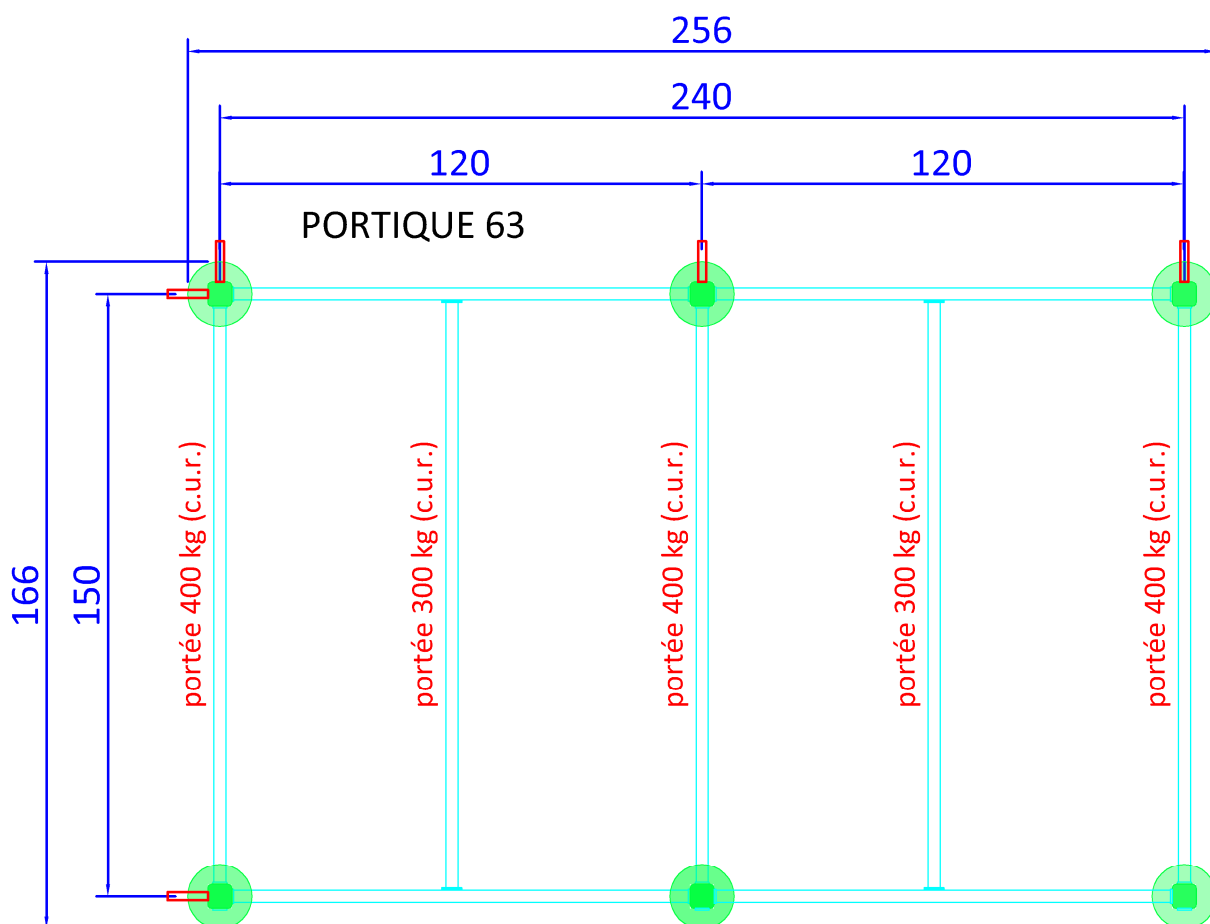 256
240
120
120
PORTIQUE 63
166
150
portée 400 kg (c.u.r.)
portée 300 kg (c.u.r.)
portée 400 kg (c.u.r.)
portée 300 kg (c.u.r.)
portée 400 kg (c.u.r.)